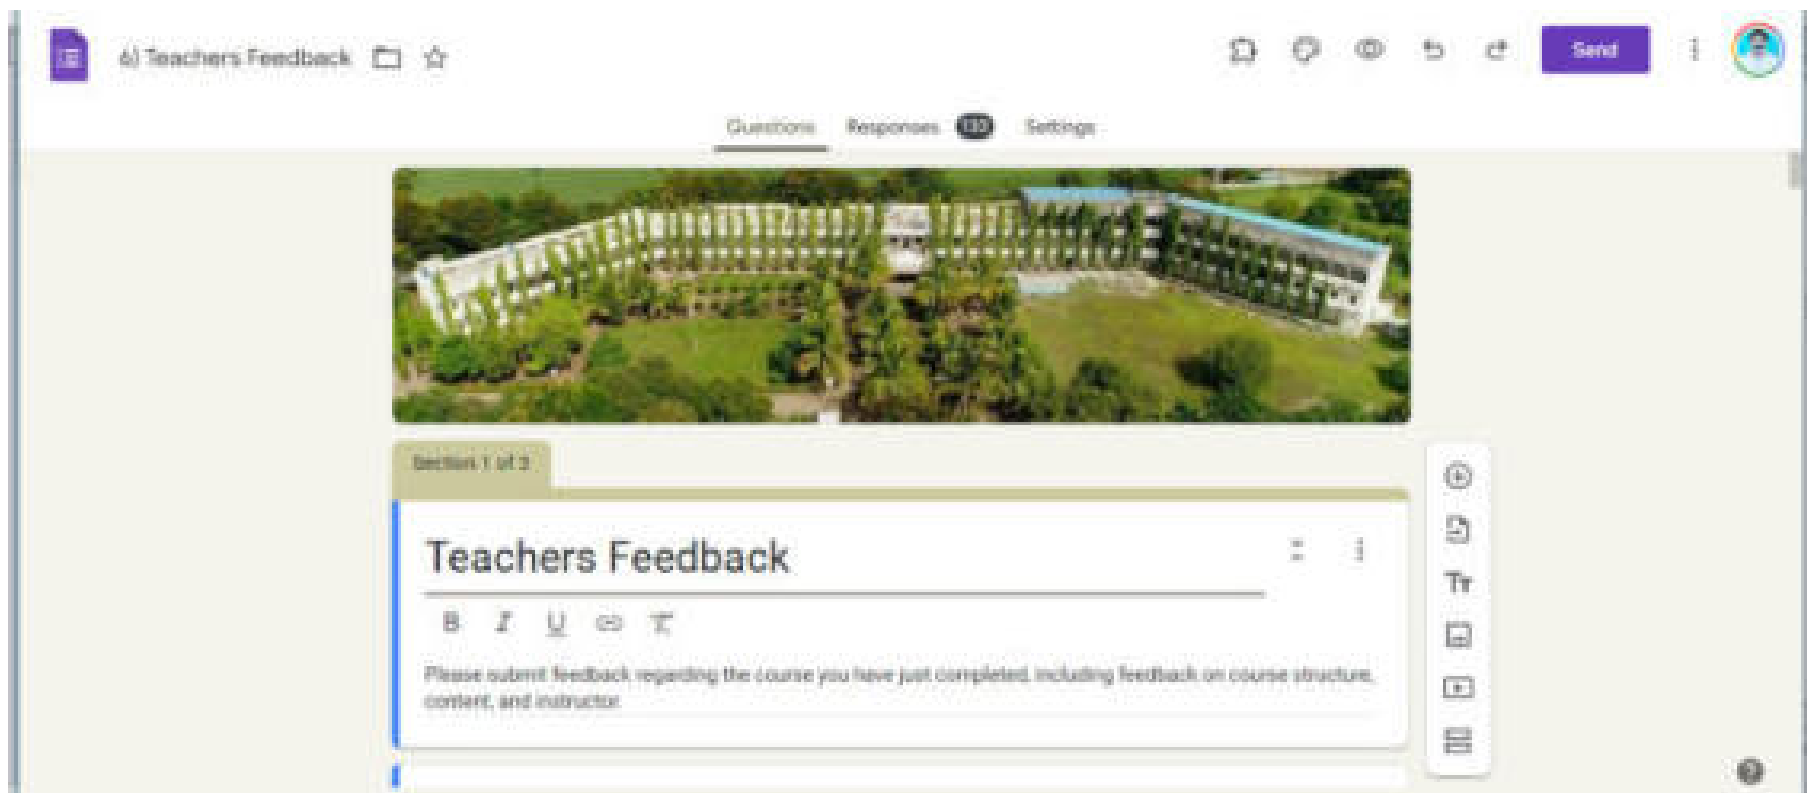 6) Teachers Feedback
Send
Questions Responses Settings
Section 1 of 3
Teachers Feedback
B I U
Please submit feedback regarding the course you have just completed, including feedback on course structure,
content, and instructor
Tт